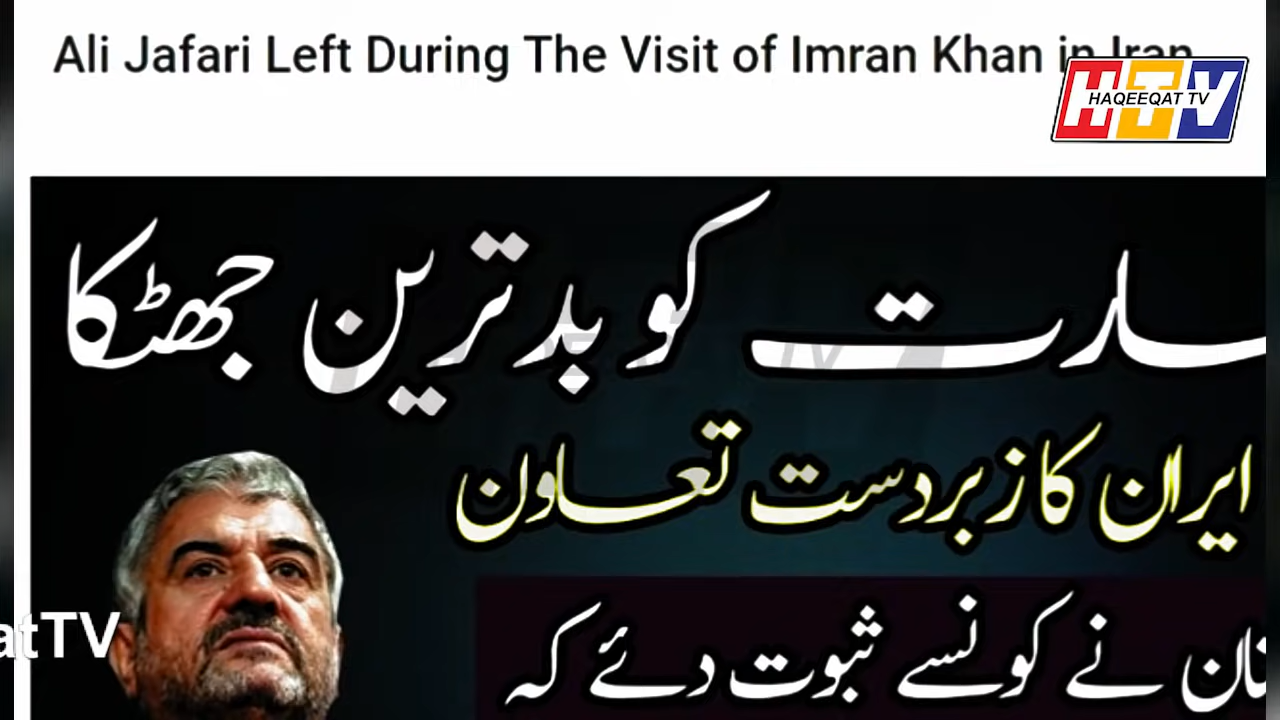 Ali Jafari Left During The Visit of Imran Khan in Iran
HAQEEQAT TV
HTV
کو بدترین جھٹکا
ایران کا زبردست تعاون
نے کونسے ثبوت دئے کہ
atTV